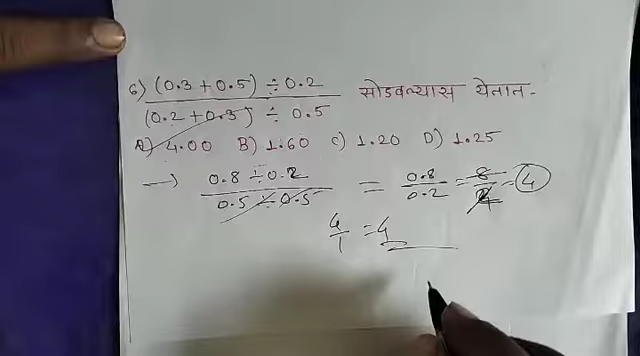 6) (0.3 + 0.5) ÷ 0.2 सोडवल्यास येतात -
(0.2 + 0.3) ÷ 0.5
A) 4.00 B) 1.60 C) 1.20 D) 1.25
→ 0.8 ÷ 0.2 = 0.8 = 8 = 4
0.5 ÷ 0.5 0.2 2
4 = 4
1